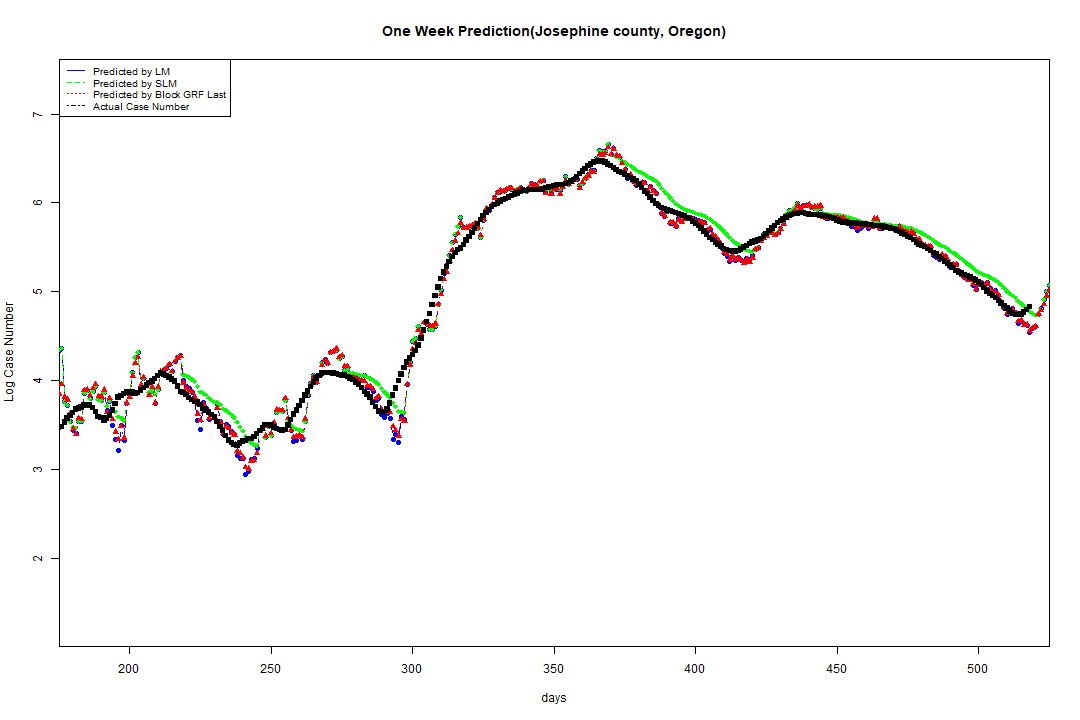 One Week Prediction(Josephine county, Oregon)
Predicted by LM
Predicted by SLM
Predicted by Block GRF Last
Actual Case Number
7
6
5
4
3
2
Log Case Number
200 250 300 350 400 450 500
days